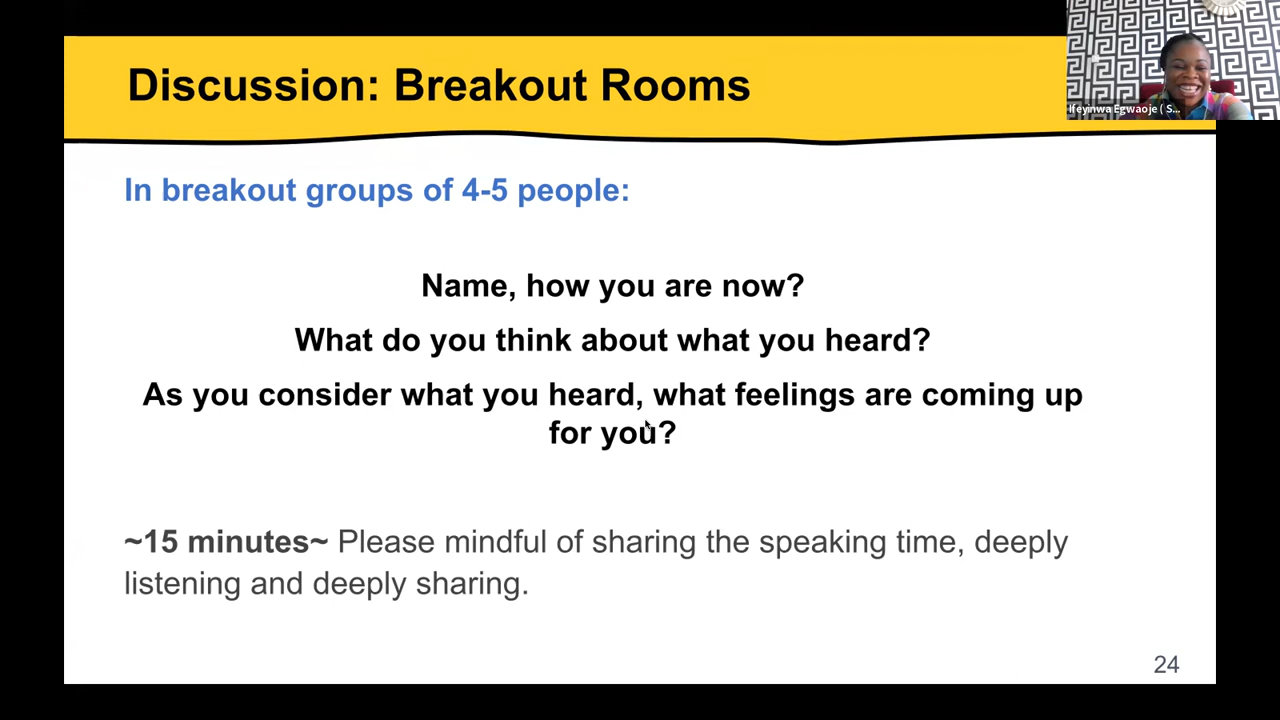 Discussion: Breakout Rooms
Ifeyinwa Egwaoje ( S...
In breakout groups of 4-5 people:
Name, how you are now?
What do you think about what you heard?
As you consider what you heard, what feelings are coming up
for you?
~15 minutes~ Please mindful of sharing the speaking time, deeply
listening and deeply sharing.
24